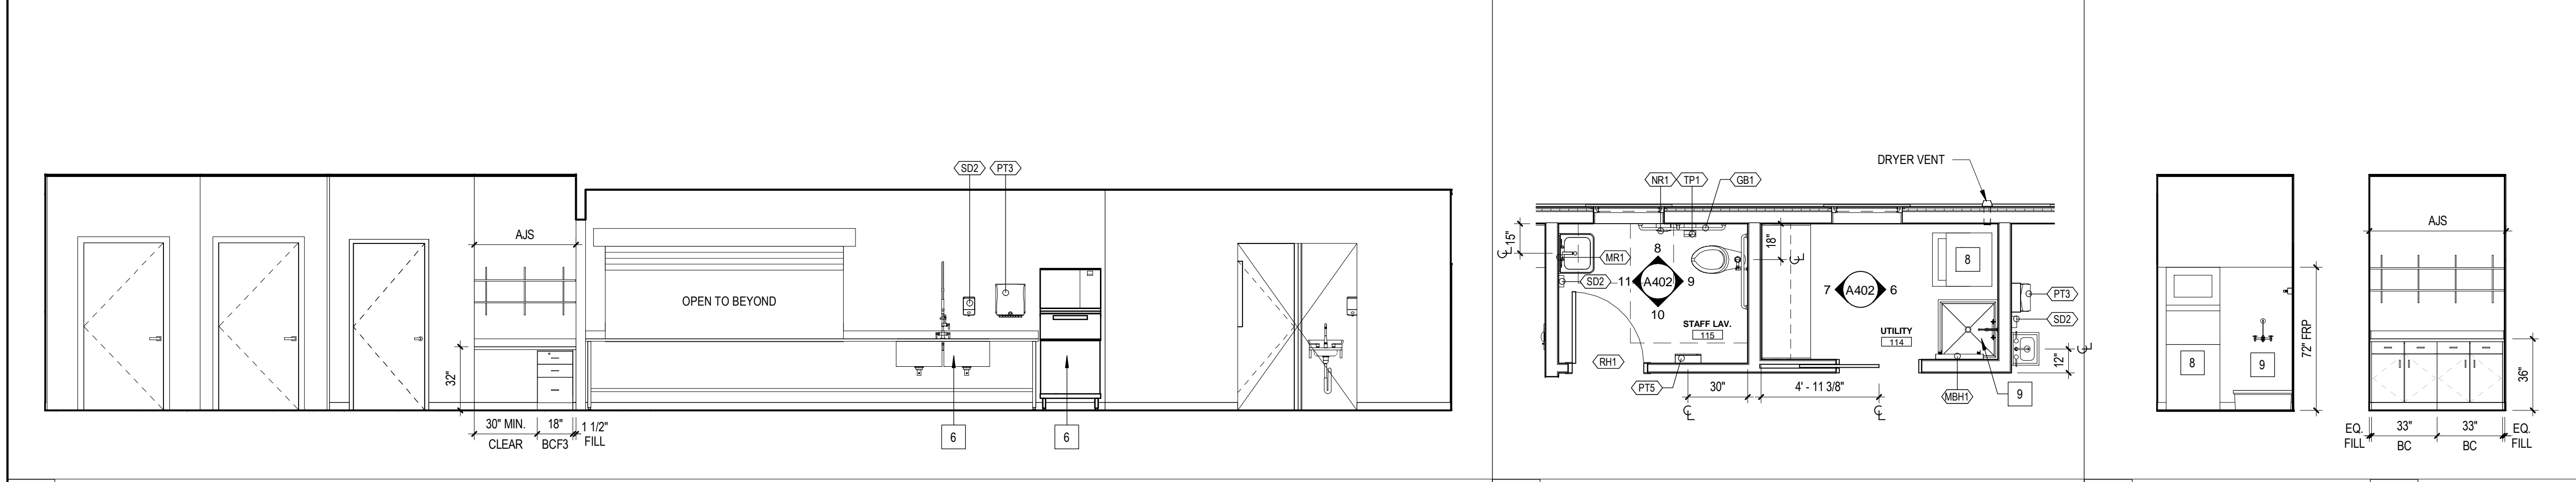 SD2 PT3
AJS
OPEN TO BEYOND
32"
30" MIN.
CLEAR
18"
BCF3
1 1/2"
FILL
6
6
DRYER VENT
NR1 TP1 GB1
15"
18"
MR1
SD2
8
11 A402 9
10
7 A402 6
8
PT3
SD2
STAFF LAV.
115
UTILITY
114
12"
RH1
PT5
30"
4' - 11 3/8"
MBH1
9
8
9
72" FRP
AJS
36"
EQ.
FILL
33"
BC
33"
BC
EQ.
FILL